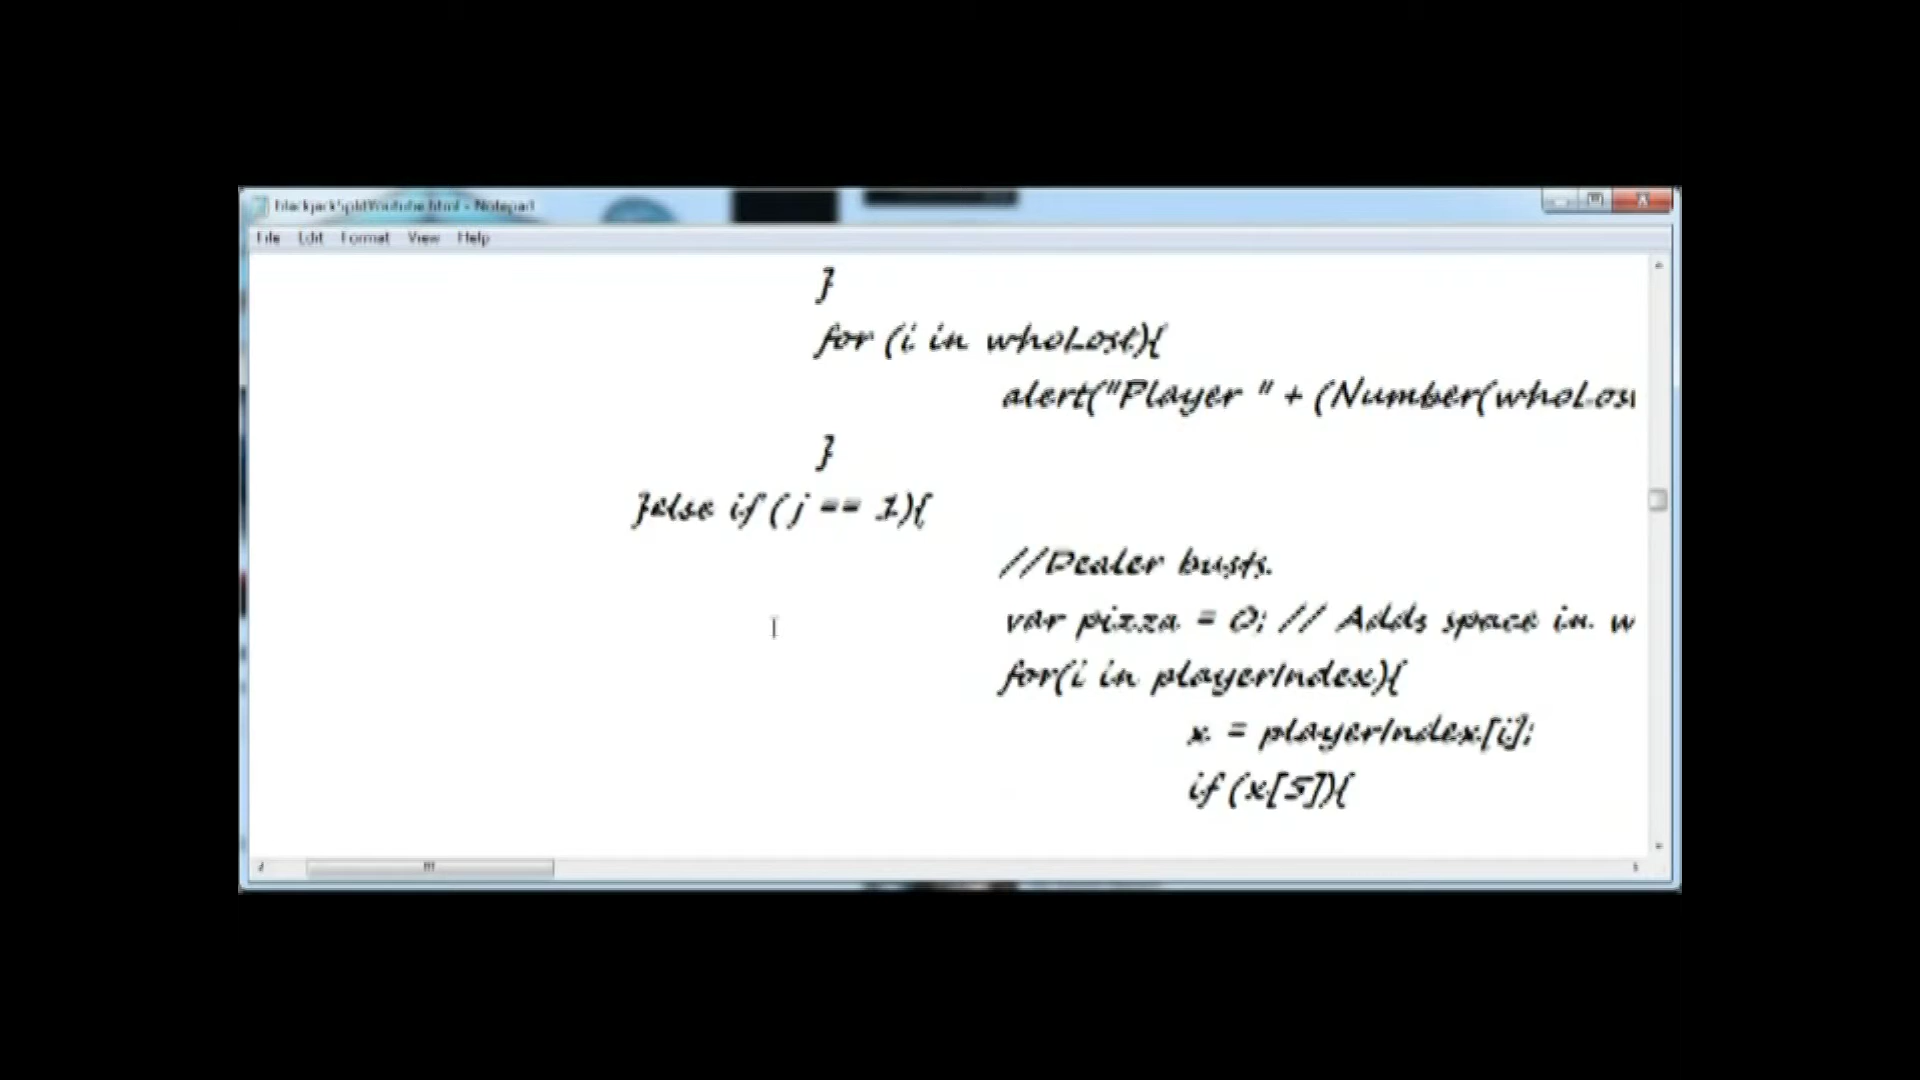 blackjackSplitYoutube.html - Notepad
File Edit Format View Help
}
for (i in whoLost){
alert("Player " + (Number(whoLos
}
}else if ( j == 1){
//Dealer busts.
var pizza = 0; // Adds space in w
for(i in playerIndex){
x = playerIndex[i];
if (x[5]){